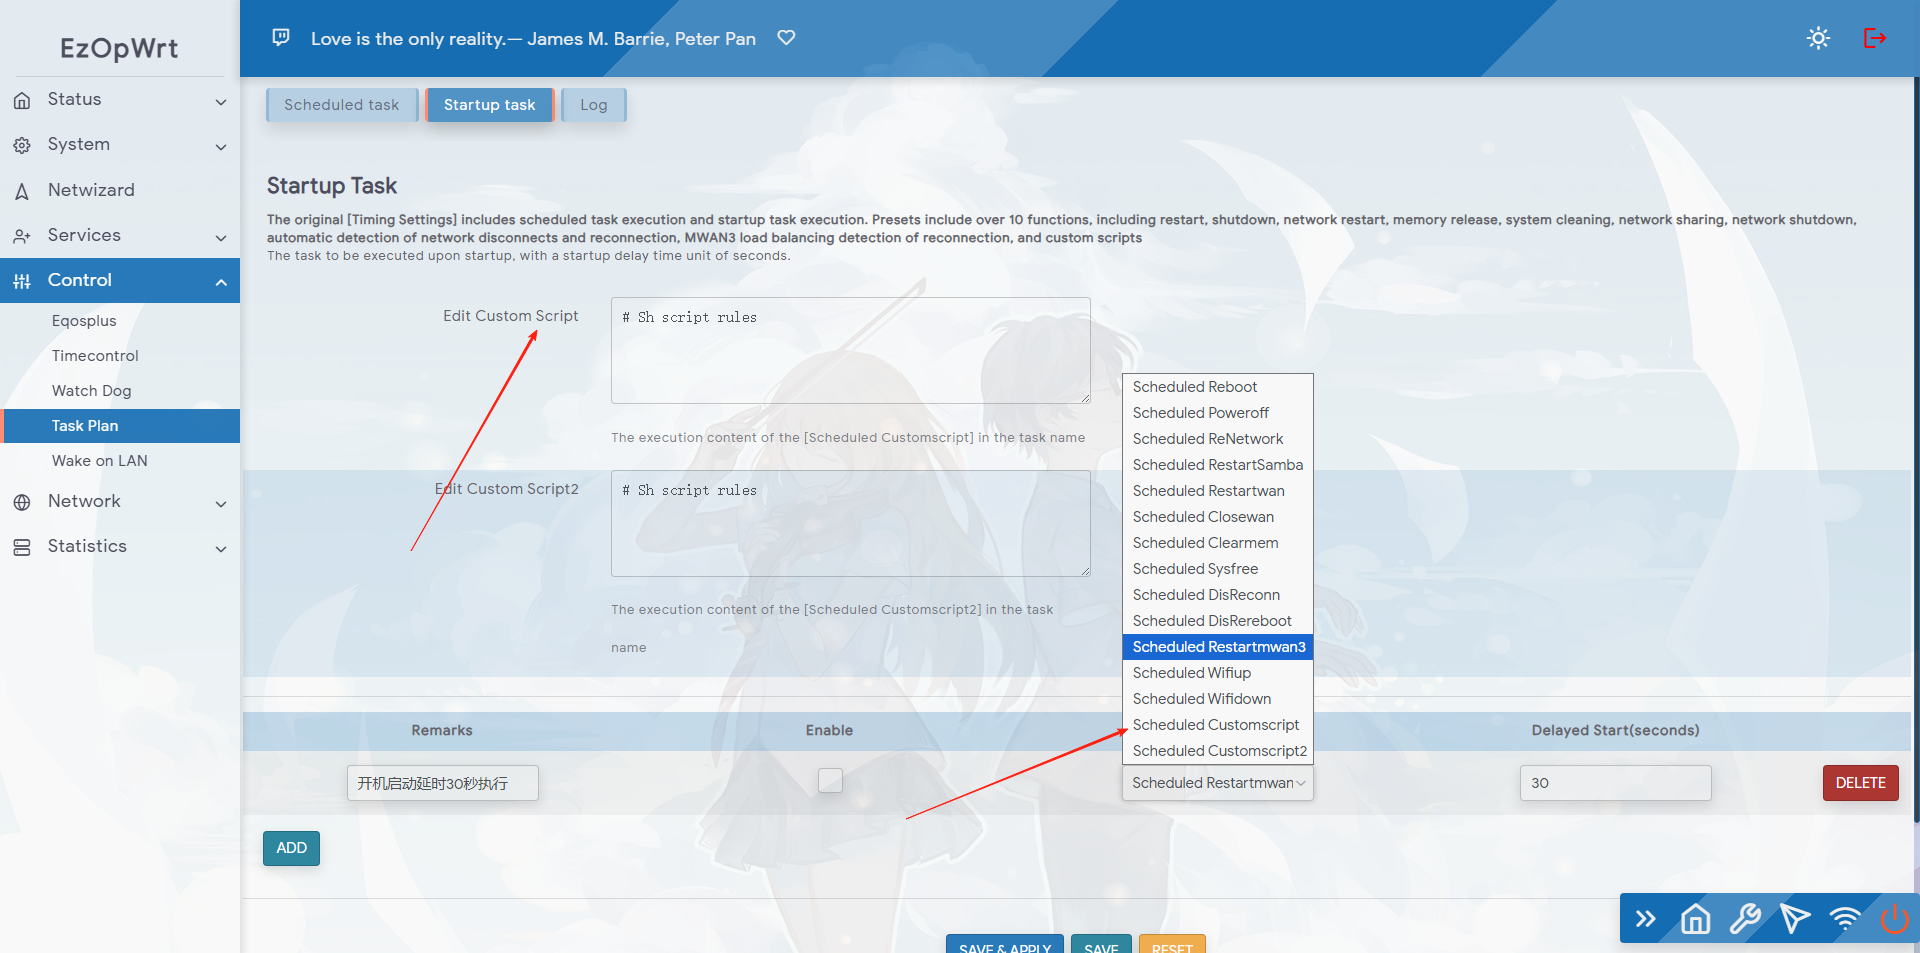 EzOpWrt
Love is the only reality.— James M. Barrie, Peter Pan
Status
System
Netwizard
Services
Control
Eqosplus
Timecontrol
Watch Dog
Task Plan
Wake on LAN
Network
Statistics
Scheduled task
Startup task
Log
Startup Task
The original [Timing Settings] includes scheduled task execution and startup task execution. Presets include over 10 functions, including restart, shutdown, network restart, memory release, system cleaning, network sharing, network shutdown,
automatic detection of network disconnects and reconnection, MWAN3 load balancing detection of reconnection, and custom scripts
The task to be executed upon startup, with a startup delay time unit of seconds.
Edit Custom Script
# Sh script rules
The execution content of the [Scheduled Customscript] in the task name
Edit Custom Script2
# Sh script rules
The execution content of the [Scheduled Customscript2] in the task
name
Scheduled Reboot
Scheduled Poweroff
Scheduled ReNetwork
Scheduled RestartSamba
Scheduled Restartwan
Scheduled Closewan
Scheduled Clearmem
Scheduled Sysfree
Scheduled DisReconn
Scheduled DisRereboot
Scheduled Restartmwan3
Scheduled Wifiup
Scheduled Wifidown
Scheduled Customscript
Scheduled Customscript2
Remarks
Enable
Delayed Start(seconds)
开机启动延时30秒执行
Scheduled Restartmwan
30
DELETE
ADD
SAVE & APPLY
SAVE
RESET